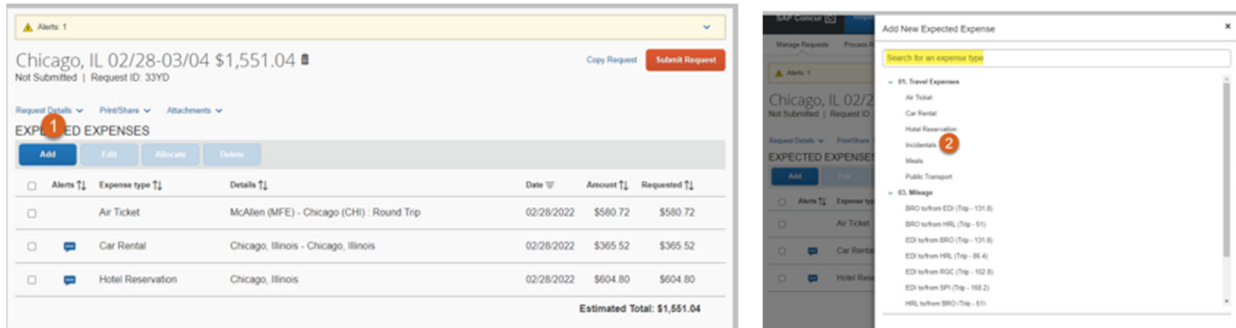 Alerts: 1
Chicago, IL 02/28-03/04 $1,551.04
Copy Request
Submit Request
Not Submitted | Request ID: 33YD
Request Details
Print/Share
Attachments
1
EXPECTED EXPENSES
Add
Edit
Allocate
Delete
Alerts Expense type Details Date Amount Requested
Air Ticket McAllen (MFE) - Chicago (CHI) : Round Trip 02/28/2022 $580.72 $580.72
Car Rental Chicago, Illinois - Chicago, Illinois 02/28/2022 $365.52 $365.52
Hotel Reservation Chicago, Illinois 02/28/2022 $604.80 $604.80
Estimated Total: $1,551.04
SAP Concur
Manage Requests Process R
Alerts: 1
Chicago, IL 02/2
Not Submitted | Request ID
Request Details Print/Share
EXPECTED EXPENSES
Add
Alerts Expense typ
Air Ticket
Car Renta
Hotel Rese
Add New Expected Expense
Search for an expense type
01. Travel Expenses
Air Ticket
Car Rental
Hotel Reservation
Incidentals
2
Meals
Public Transport
03. Mileage
BRO to/from EDI (Trip - 131.8)
BRO to/from HRL (Trip - 51)
EDI to/from BRO (Trip - 131.8)
EDI to/from HRL (Trip - 86.4)
EDI to/from RGC (Trip - 102.8)
EDI to/from SPI (Trip - 168.2)
HRL to/from BRO (Trip - 51)